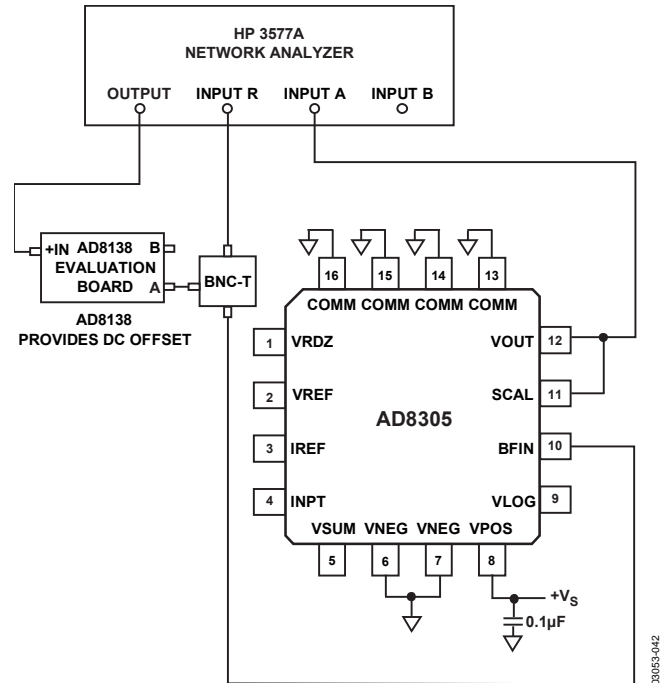 HP 3577A
NETWORK ANALYZER
OUTPUT INPUT R INPUT A INPUT B
+IN AD8138 B
EVALUATION
BOARD A
BNC-T
AD8138
PROVIDES DC OFFSET
16 15 14 13
COMM COMM COMM COMM
1 VRDZ VOUT 12
2 VREF SCAL 11
AD8305
3 IREF BFIN 10
4 INPT VLOG 9
VSUM VNEG VNEG VPOS
5 6 7 8
+VS
0.1µF
03053-042